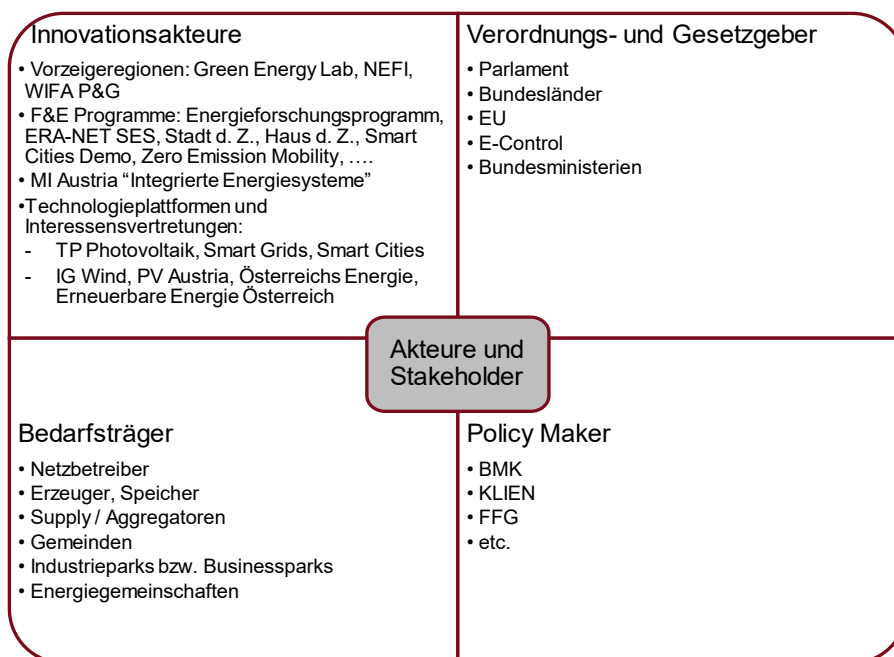 Innovationsakteure
• Vorzeigeregionen: Green Energy Lab, NEFI,
WIFA P&G
• F&E Programme: Energieforschungsprogramm,
ERA-NET SES, Stadt d. Z., Haus d. Z., Smart
Cities Demo, Zero Emission Mobility, ….
• MI Austria “Integrierte Energiesysteme”
•Technologieplattformen und
Interessensvertretungen:
- TP Photovoltaik, Smart Grids, Smart Cities
- IG Wind, PV Austria, Österreichs Energie,
Erneuerbare Energie Österreich
Verordnungs- und Gesetzgeber
• Parlament
• Bundesländer
• EU
• E-Control
• Bundesministerien
Akteure und
Stakeholder
Bedarfsträger
• Netzbetreiber
• Erzeuger, Speicher
• Supply / Aggregatoren
• Gemeinden
• Industrieparks bzw. Businessparks
• Energiegemeinschaften
Policy Maker
• BMK
• KLIEN
• FFG
• etc.